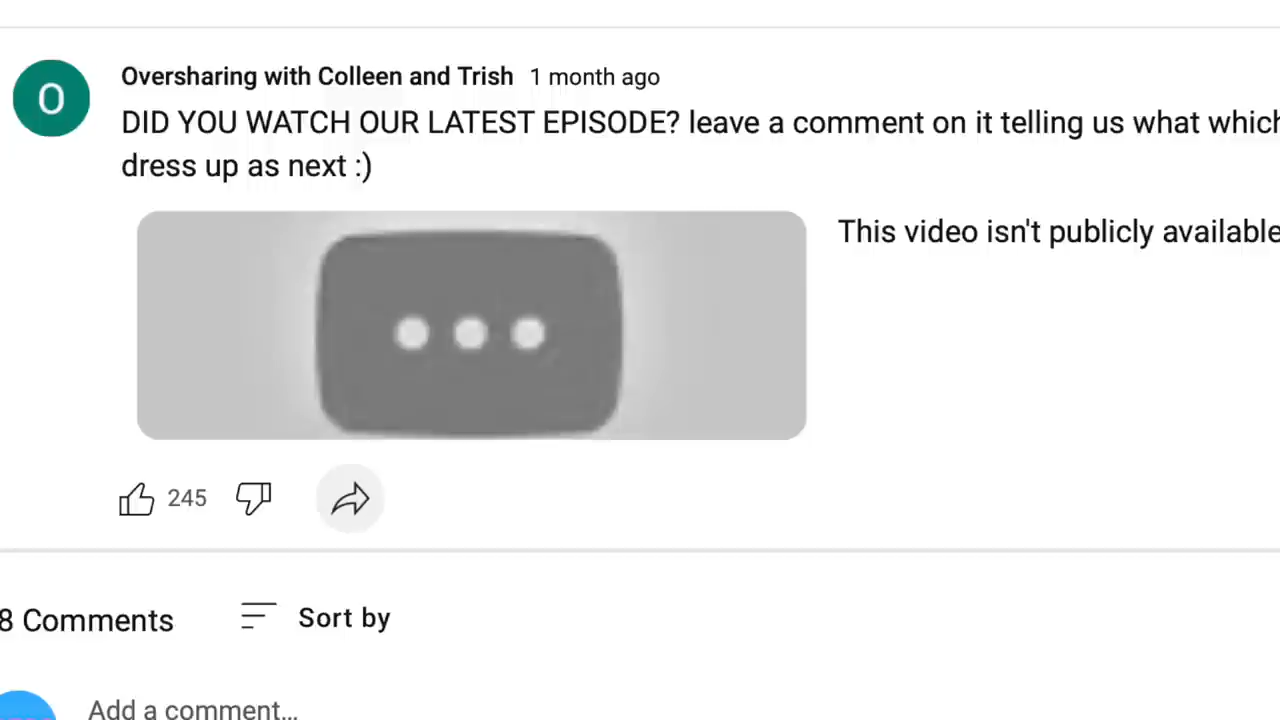 O
Oversharing with Colleen and Trish 1 month ago
DID YOU WATCH OUR LATEST EPISODE? leave a comment on it telling us what which
dress up as next :)
This video isn't publicly available
245
8 Comments
Sort by
Add a comment...